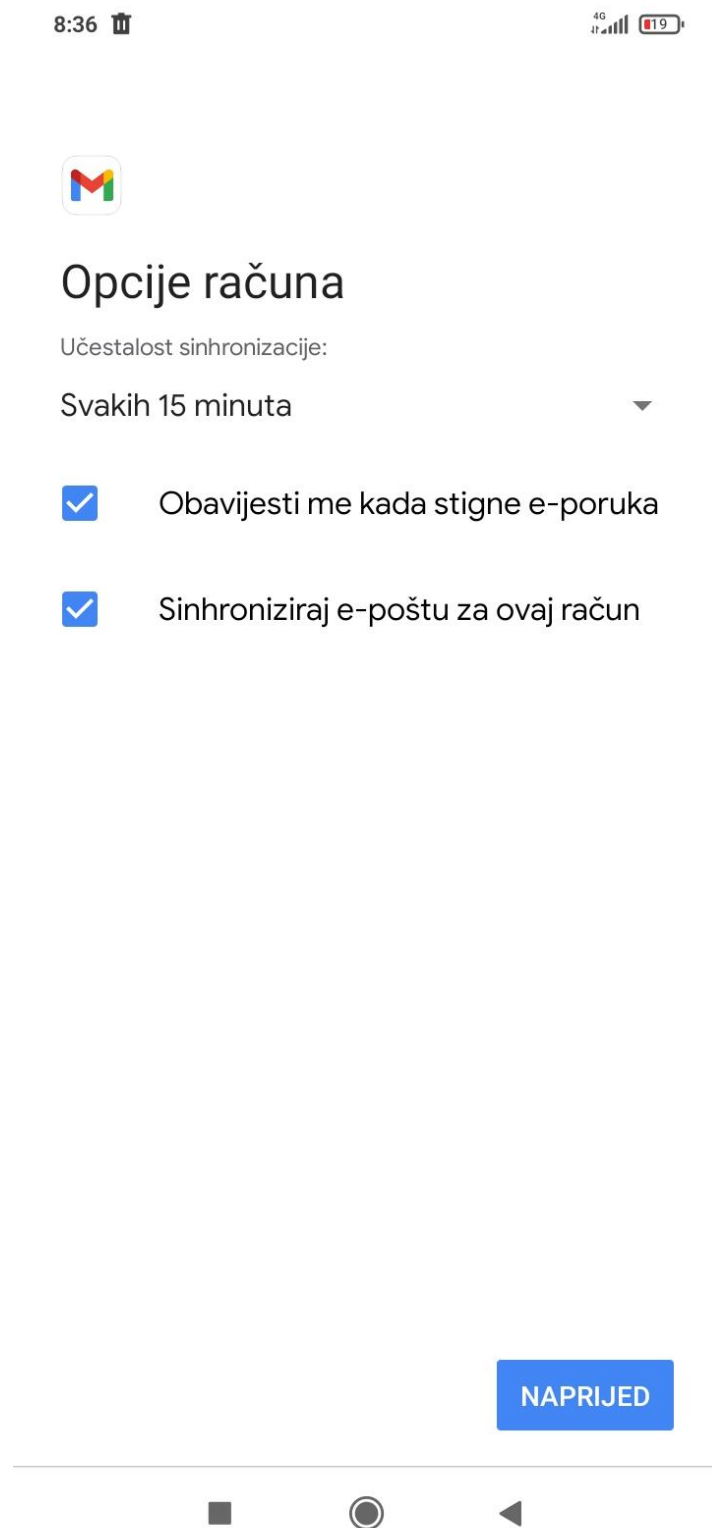 8:36
4G
19
Opcije računa
Učestalost sinhronizacije:
Svakih 15 minuta
Obavijesti me kada stigne e-poruka
Sinhroniziraj e-poštu za ovaj račun
NAPRIJED